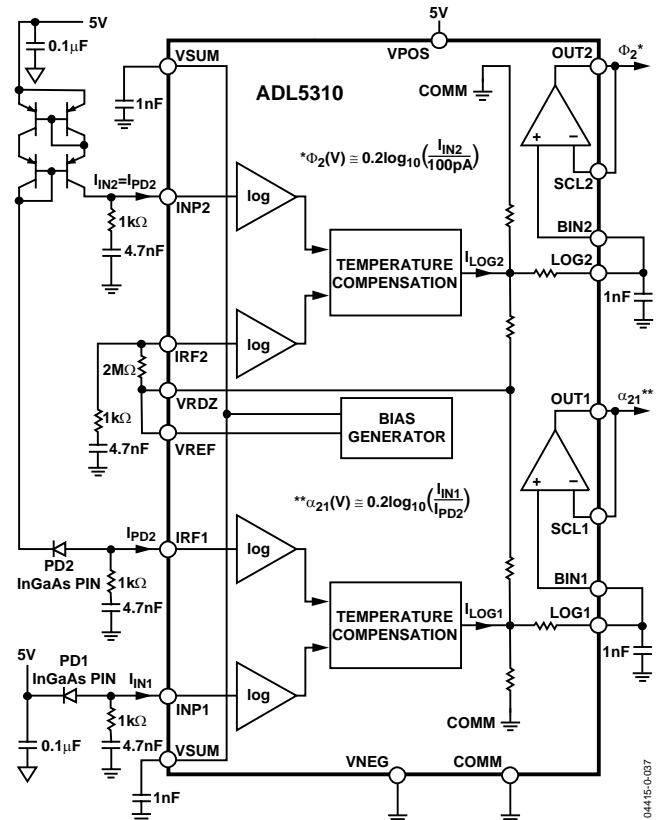 5V
5V
0.1µF
VSUM
VPOS
OUT2
Φ2*
1nF
ADL5310
COMM
*Φ2(V) ≅ 0.2log10(IIN2/100pA)
+
−
SCL2
IIN2=IPD2
INP2
log
1kΩ
4.7nF
BIN2
TEMPERATURE
COMPENSATION
ILOG2
LOG2
1nF
IRF2
log
2MΩ
VRDZ
1kΩ
4.7nF
VREF
BIAS
GENERATOR
OUT1
α21**
**α21(V) ≅ 0.2log10(IIN1/IPD2)
+
−
SCL1
IPD2
IRF1
log
PD2
InGaAs PIN
1kΩ
4.7nF
BIN1
TEMPERATURE
COMPENSATION
ILOG1
LOG1
1nF
5V
PD1
InGaAs PIN
IIN1
INP1
log
1kΩ
4.7nF
0.1µF
COMM
VSUM
1nF
VNEG
COMM
04415-0-037